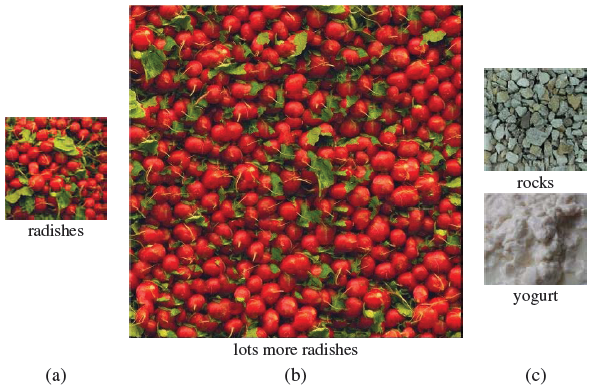 radishes
lots more radishes
rocks
yogurt
(a)
(b)
(c)